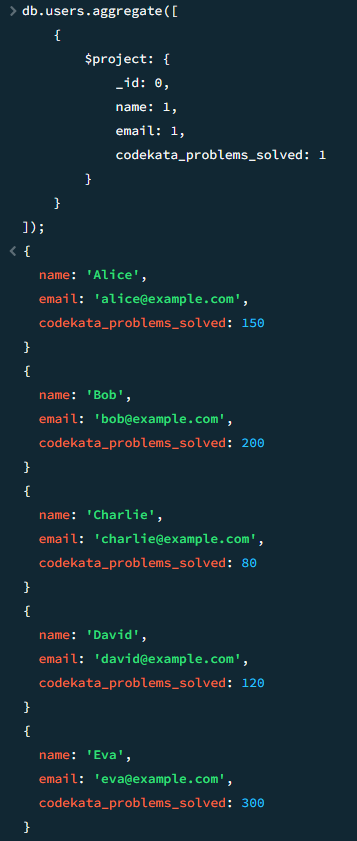 db.users.aggregate([
{
$project: {
_id: 0,
name: 1,
email: 1,
codekata_problems_solved: 1
}
}
]);
{
name: 'Alice',
email: 'alice@example.com',
codekata_problems_solved: 150
}
{
name: 'Bob',
email: 'bob@example.com',
codekata_problems_solved: 200
}
{
name: 'Charlie',
email: 'charlie@example.com',
codekata_problems_solved: 80
}
{
name: 'David',
email: 'david@example.com',
codekata_problems_solved: 120
}
{
name: 'Eva',
email: 'eva@example.com',
codekata_problems_solved: 300
}